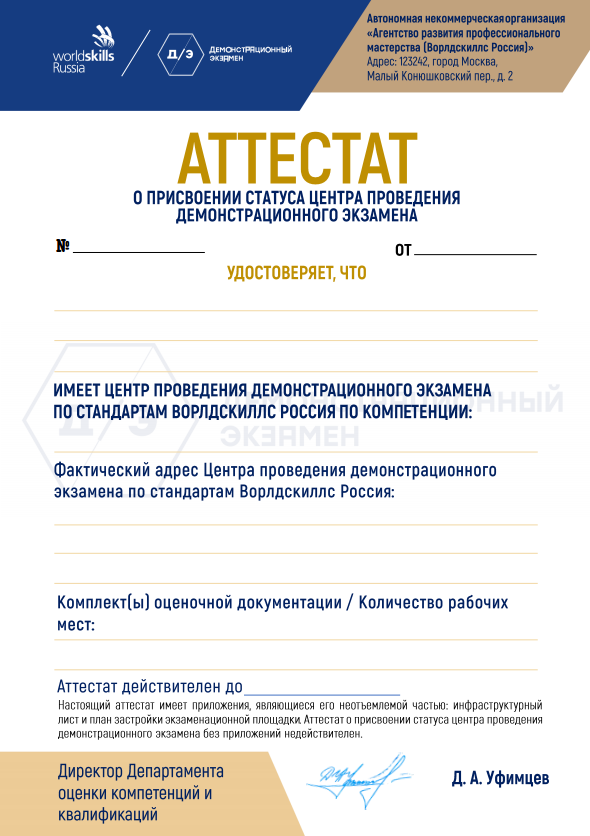 worldskills
Russia
Д/Э
ДЕМОНСТРАЦИОННЫЙ
ЭКЗАМЕН
Автономная некоммерческая организация
«Агентство развития профессионального
мастерства (Ворлдскиллс Россия)»
Адрес: 123242, город Москва,
Малый Конюшковский пер., д. 2
АТТЕСТАТ
О ПРИСВОЕНИИ СТАТУСА ЦЕНТРА ПРОВЕДЕНИЯ
ДЕМОНСТРАЦИОННОГО ЭКЗАМЕНА
№ ОТ
УДОСТОВЕРЯЕТ, ЧТО
ИМЕЕТ ЦЕНТР ПРОВЕДЕНИЯ ДЕМОНСТРАЦИОННОГО ЭКЗАМЕНА
ПО СТАНДАРТАМ ВОРЛДСКИЛЛС РОССИЯ ПО КОМПЕТЕНЦИИ:
Д/Э
ДЕМОНСТРАЦИОННЫЙ
ЭКЗАМЕН
Фактический адрес Центра проведения демонстрационного
экзамена по стандартам Ворлдскиллс Россия:
Комплект(ы) оценочной документации / Количество рабочих
мест:
Аттестат действителен до
Настоящий аттестат имеет приложения, являющиеся его неотъемлемой частью: инфраструктурный
лист и план застройки экзаменационной площадки. Аттестат о присвоении статуса центра проведения
демонстрационного экзамена без приложений недействителен.
Директор Департамента
оценки компетенций и
квалификаций
Д. А. Уфимцев